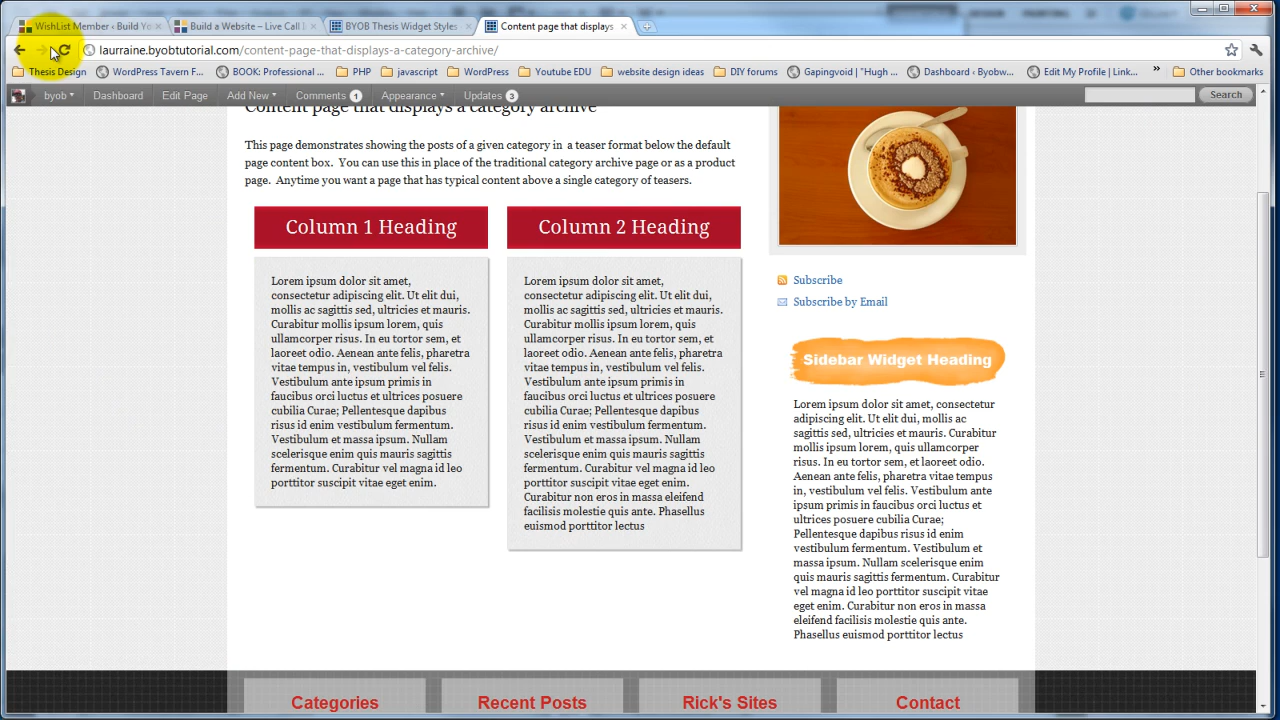 WishList Member ‹ Build Yo
Build a Website – Live Call I
BYOB Thesis Widget Styles
Content page that displays
laurraine.byobtutorial.com/content-page-that-displays-a-category-archive/
Thesis Design
WordPress Tavern F...
BOOK: Professional ...
PHP
javascript
WordPress
Youtube EDU
website design ideas
DIY forums
Gapingvoid | "Hugh ...
Dashboard ‹ Byobw...
Edit My Profile | Link...
»
Other bookmarks
byob
Dashboard
Edit Page
Add New
Comments 1
Appearance
Updates 3
Search
Content page that displays a category archive
This page demonstrates showing the posts of a given category in a teaser format below the default
page content box. You can use this in place of the traditional category archive page or as a product
page. Anytime you want a page that has typical content above a single category of teasers.
Column 1 Heading
Lorem ipsum dolor sit amet,
consectetur adipiscing elit. Ut elit dui,
mollis ac sagittis sed, ultricies et mauris.
Curabitur mollis ipsum lorem, quis
ullamcorper risus. In eu tortor sem, et
laoreet odio. Aenean ante felis, pharetra
vitae tempus in, vestibulum vel felis.
Vestibulum ante ipsum primis in
faucibus orci luctus et ultrices posuere
cubilia Curae; Pellentesque dapibus
risus id enim vestibulum fermentum.
Vestibulum et massa ipsum. Nullam
scelerisque enim quis mauris sagittis
fermentum. Curabitur vel magna id leo
porttitor suscipit vitae eget enim.
Column 2 Heading
Lorem ipsum dolor sit amet,
consectetur adipiscing elit. Ut elit dui,
mollis ac sagittis sed, ultricies et mauris.
Curabitur mollis ipsum lorem, quis
ullamcorper risus. In eu tortor sem, et
laoreet odio. Aenean ante felis, pharetra
vitae tempus in, vestibulum vel felis.
Vestibulum ante ipsum primis in
faucibus orci luctus et ultrices posuere
cubilia Curae; Pellentesque dapibus
risus id enim vestibulum fermentum.
Vestibulum et massa ipsum. Nullam
scelerisque enim quis mauris sagittis
fermentum. Curabitur vel magna id leo
porttitor suscipit vitae eget enim.
Curabitur non eros in massa eleifend
facilisis molestie quis ante. Phasellus
euismod porttitor lectus
Subscribe
Subscribe by Email
Sidebar Widget Heading
Lorem ipsum dolor sit amet, consectetur
adipiscing elit. Ut elit dui, mollis ac
sagittis sed, ultricies et mauris. Curabitur
mollis ipsum lorem, quis ullamcorper
risus. In eu tortor sem, et laoreet odio.
Aenean ante felis, pharetra vitae tempus
in, vestibulum vel felis. Vestibulum ante
ipsum primis in faucibus orci luctus et
ultrices posuere cubilia Curae;
Pellentesque dapibus risus id enim
vestibulum fermentum. Vestibulum et
massa ipsum. Nullam scelerisque enim
quis mauris sagittis fermentum. Curabitur
vel magna id leo porttitor suscipit vitae
eget enim. Curabitur non eros in massa
eleifend facilisis molestie quis ante.
Phasellus euismod porttitor lectus
Categories
Recent Posts
Rick's Sites
Contact